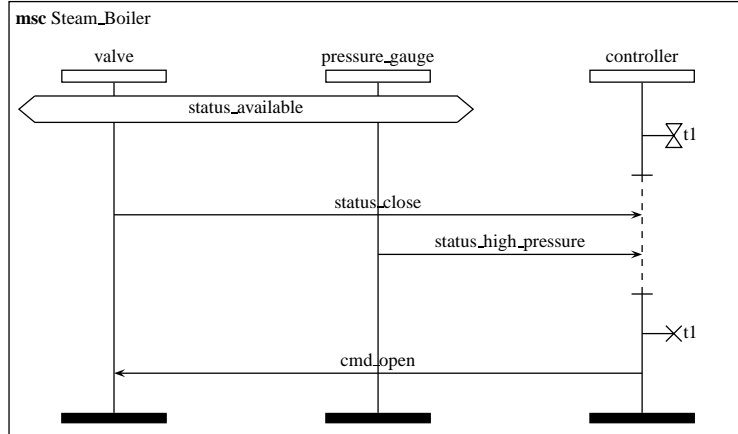 msc Steam_Boiler
valve pressure_gauge controller
status_available
t1
status_close
status_high_pressure
t1
cmd_open